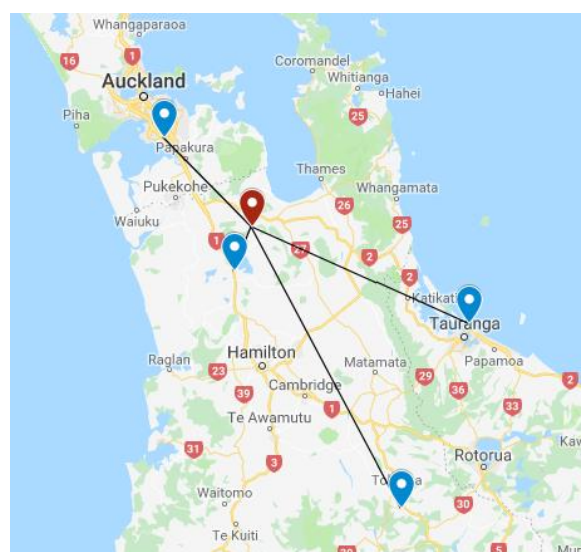 Whangaparaoa
16
1
Coromandel
Whitianga
Auckland
Hahei
Piha
25
Papakura
Thames
Pukekohe
Whangamata
26
Waiuku
25
1
27
2
2
Katikati
Tauranga
Raglan
Hamilton
Papamoa
23
Matamata
29
2
39
Cambridge
36
1
33
Te Awamutu
31
3
Rotorua
Kaw
Waitomo
30
Te Kuiti
5
Mur